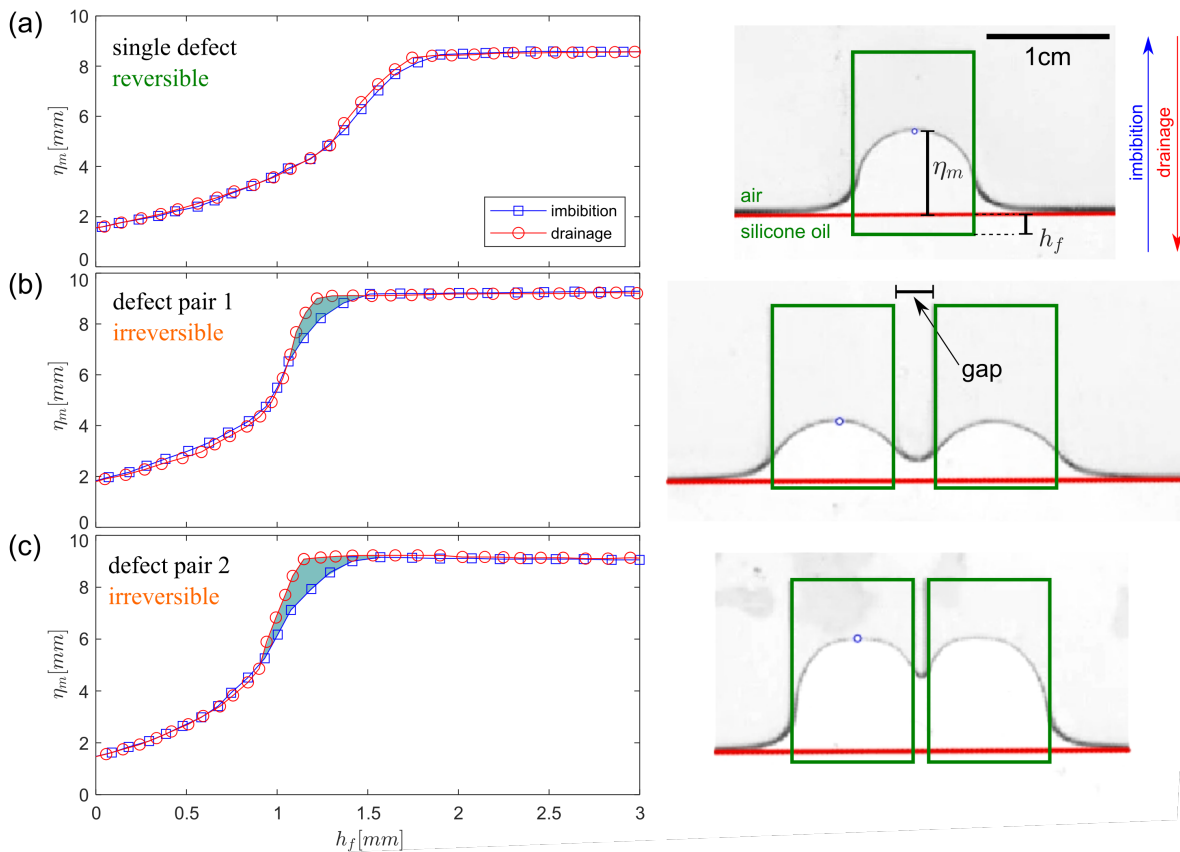 (a)
10
8
6
4
2
0
η_m[mm]
single defect
reversible
imbibition
drainage
1cm
η_m
air
silicone oil
h_f
imbibition
drainage
(b)
10
8
6
4
2
0
η_m[mm]
defect pair 1
irreversible
gap
(c)
10
8
6
4
2
0
η_m[mm]
defect pair 2
irreversible
0 0.5 1 1.5 2 2.5 3
h_f[mm]